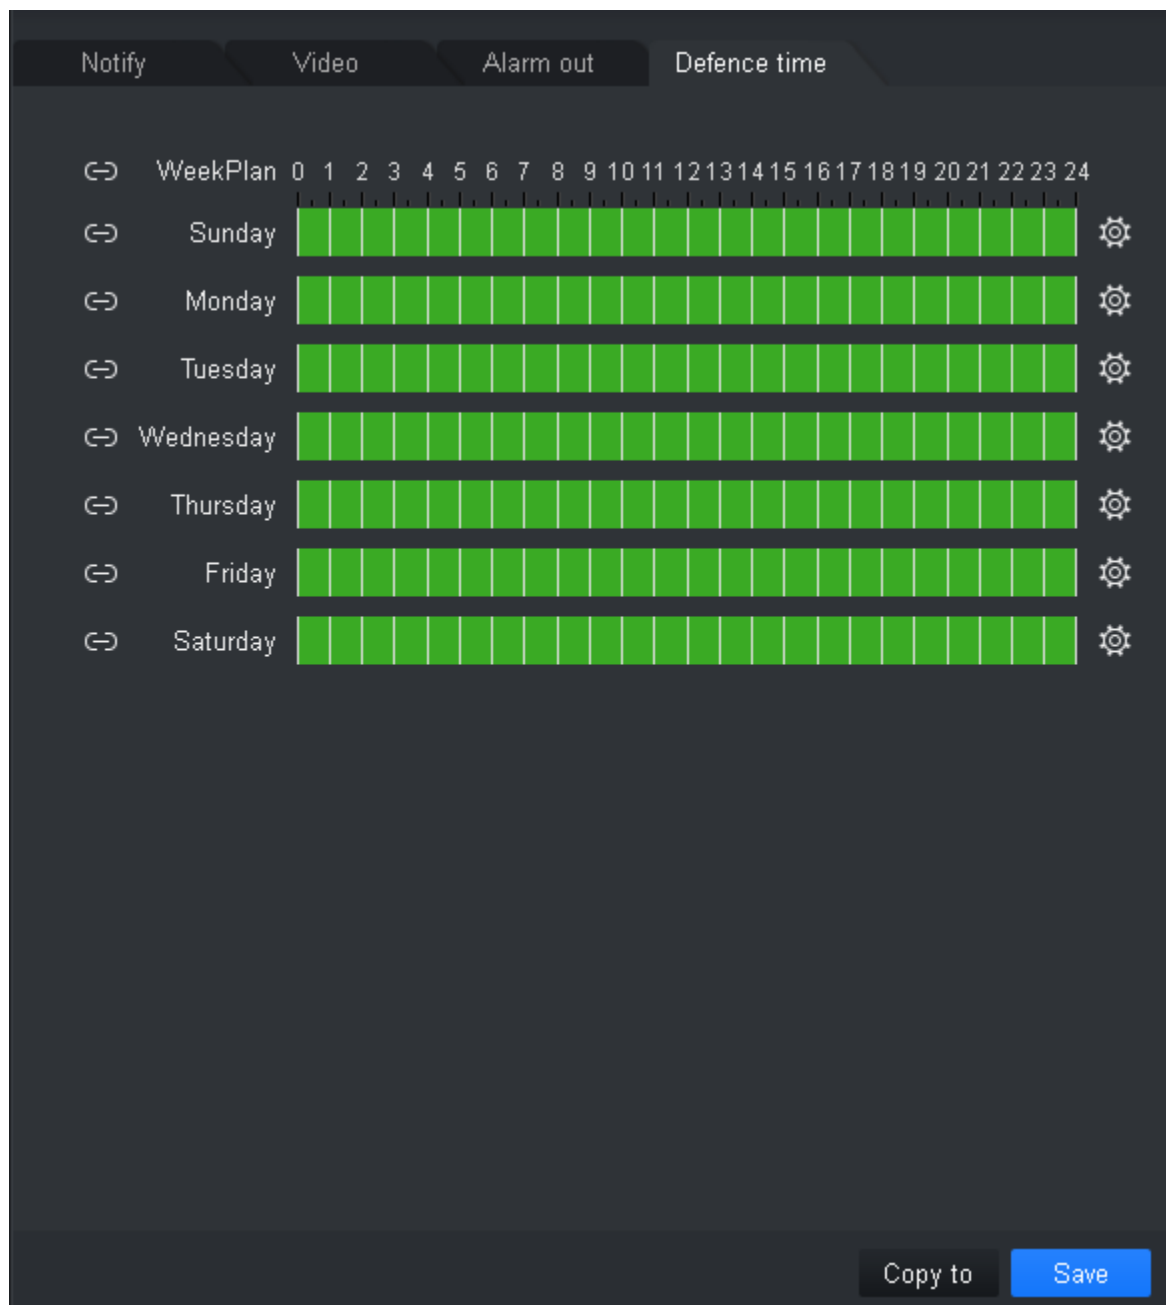 Notify Video Alarm out Defence time
WeekPlan 0 1 2 3 4 5 6 7 8 9 10 11 12 13 14 15 16 17 18 19 20 21 22 23 24
Sunday
Monday
Tuesday
Wednesday
Thursday
Friday
Saturday
Copy to Save